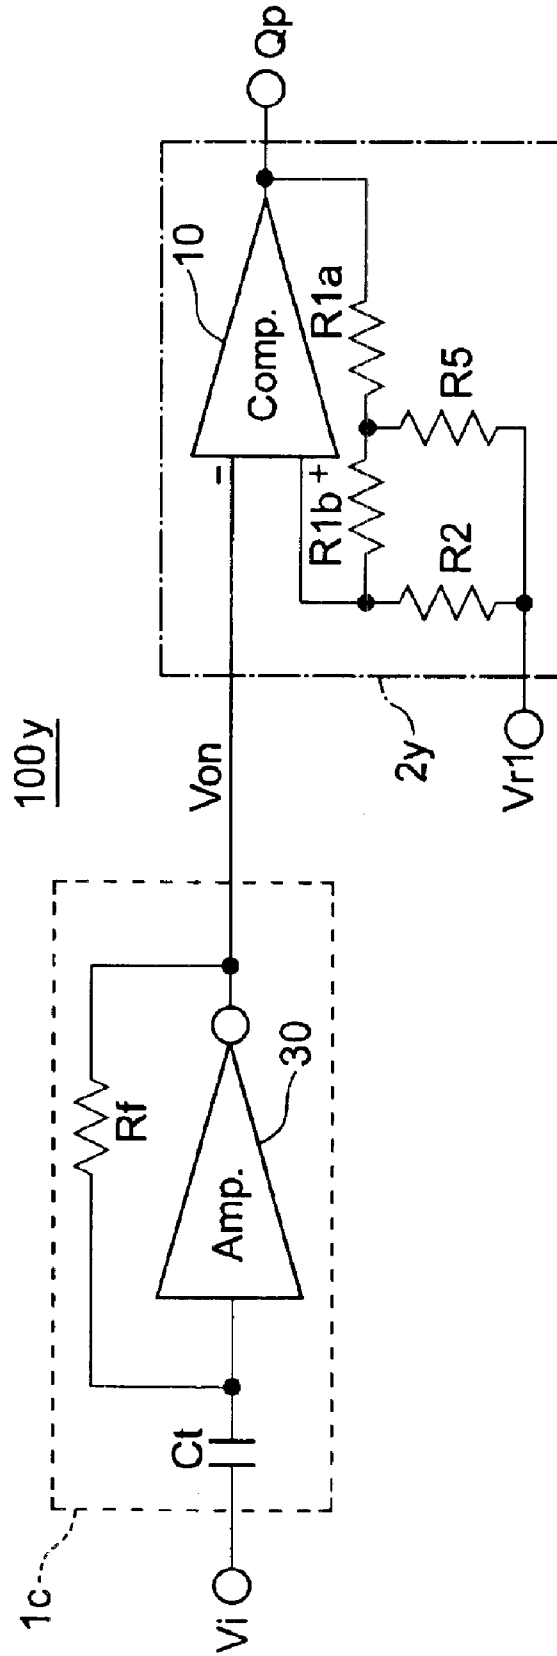 100y
1c
Vi
Ct
Rf
Amp.
30
Von
2y
Vr1
10
Comp.
−
+
R1b
R1a
R2
R5
Qp